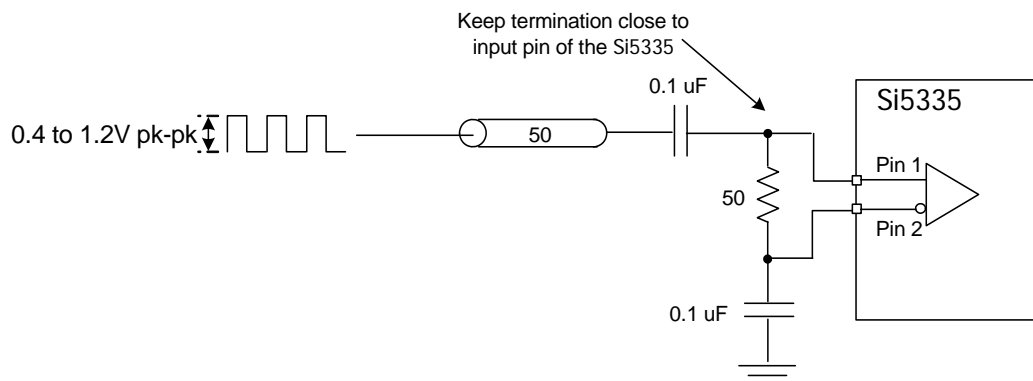 Keep termination close to
input pin of the Si5335
0.1 uF
Si5335
0.4 to 1.2V pk-pk
50
Pin 1
50
Pin 2
0.1 uF